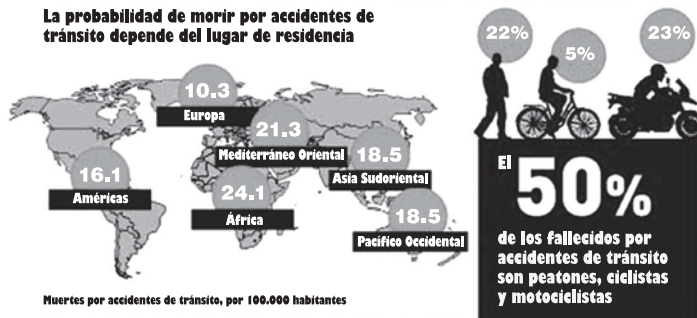 La probabilidad de morir por accidentes de
tránsito depende del lugar de residencia
10.3
Europa
21.3
Mediterráneo Oriental
18.5
Asía Sudoriental
16.1
Américas
24.1
África
18.5
Pacífico Occidental
Muertes por accidentes de tránsito, por 100.000 habitantes
22%
5%
23%
El
50%
de los fallecidos por
accidentes de tránsito
son peatones, ciclistas
y motociclistas